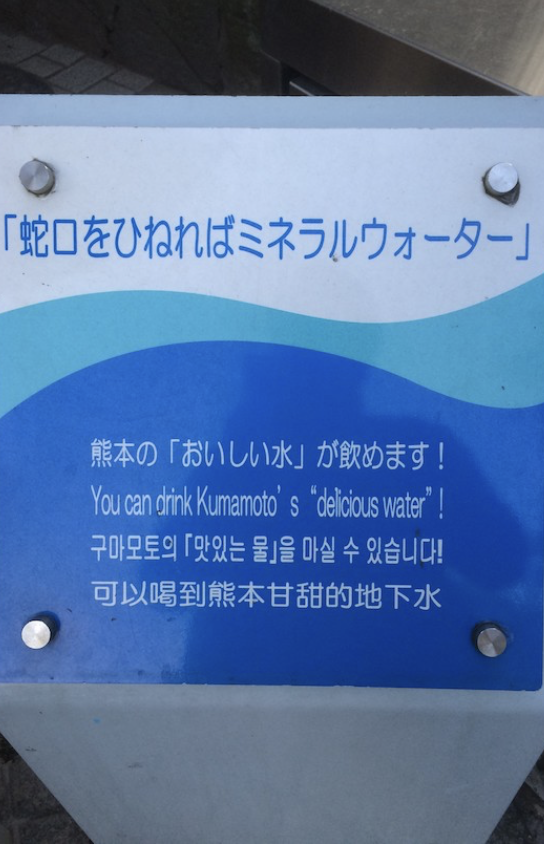 「蛇口をひねればミネラルウォーター」
熊本の「おいしい水」が飲めます！
You can drink Kumamoto’s “delicious water”!
구마모토의 「맛있는 물」을 마실 수 있습니다!
可以喝到熊本甘甜的地下水